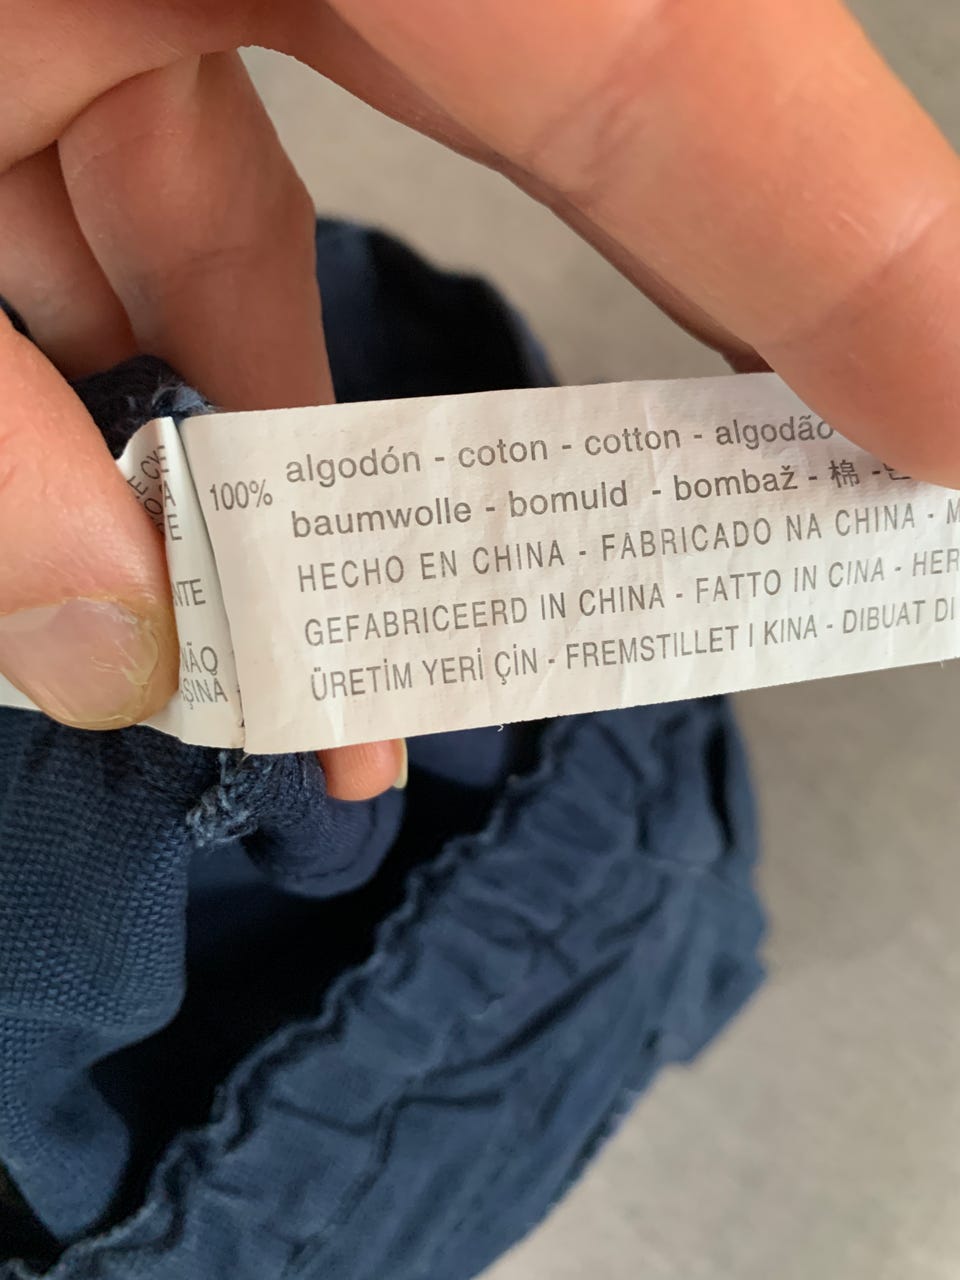 100% algodón - coton - cotton - algodão
baumwolle - bomuld - bombaž - 棉 -
HECHO EN CHINA - FABRICADO NA CHINA -
GEFABRICEERD IN CHINA - FATTO IN CINA -
ÜRETİM YERİ ÇİN - FREMSTILLET I KINA - DIBUAT DI
NÃO